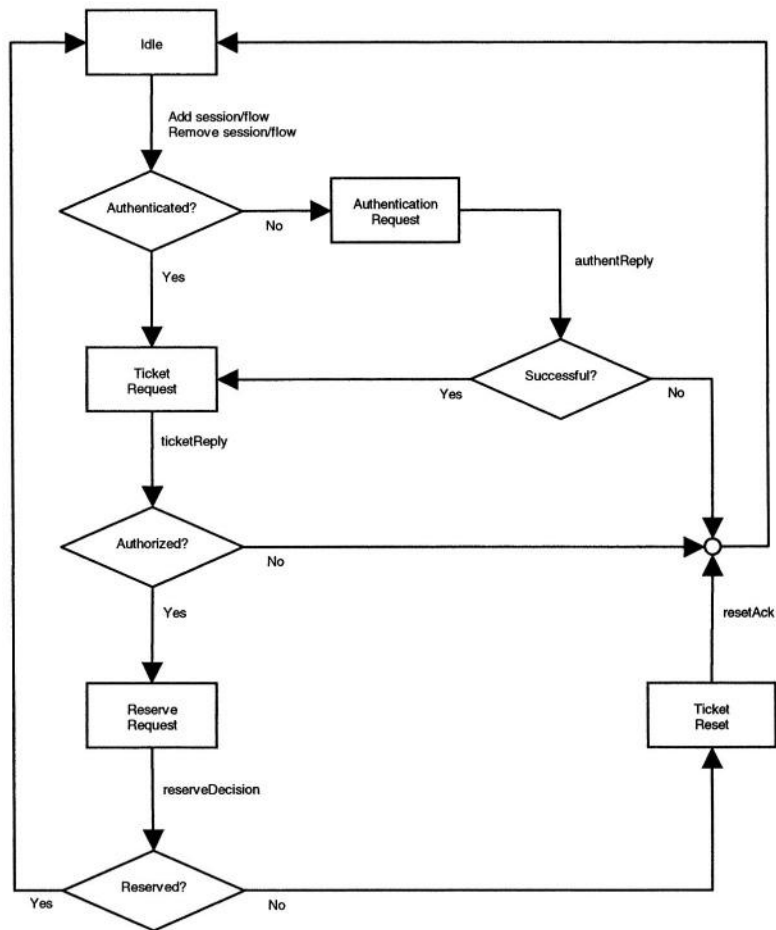 Idle
Add session/flow
Remove session/flow
Authenticated?
No
Authentication
Request
authentReply
Yes
Ticket
Request
Yes
Successful?
No
ticketReply
Authorized?
No
Yes
resetAck
Reserve
Request
Ticket
Reset
reserveDecision
Reserved?
Yes
No